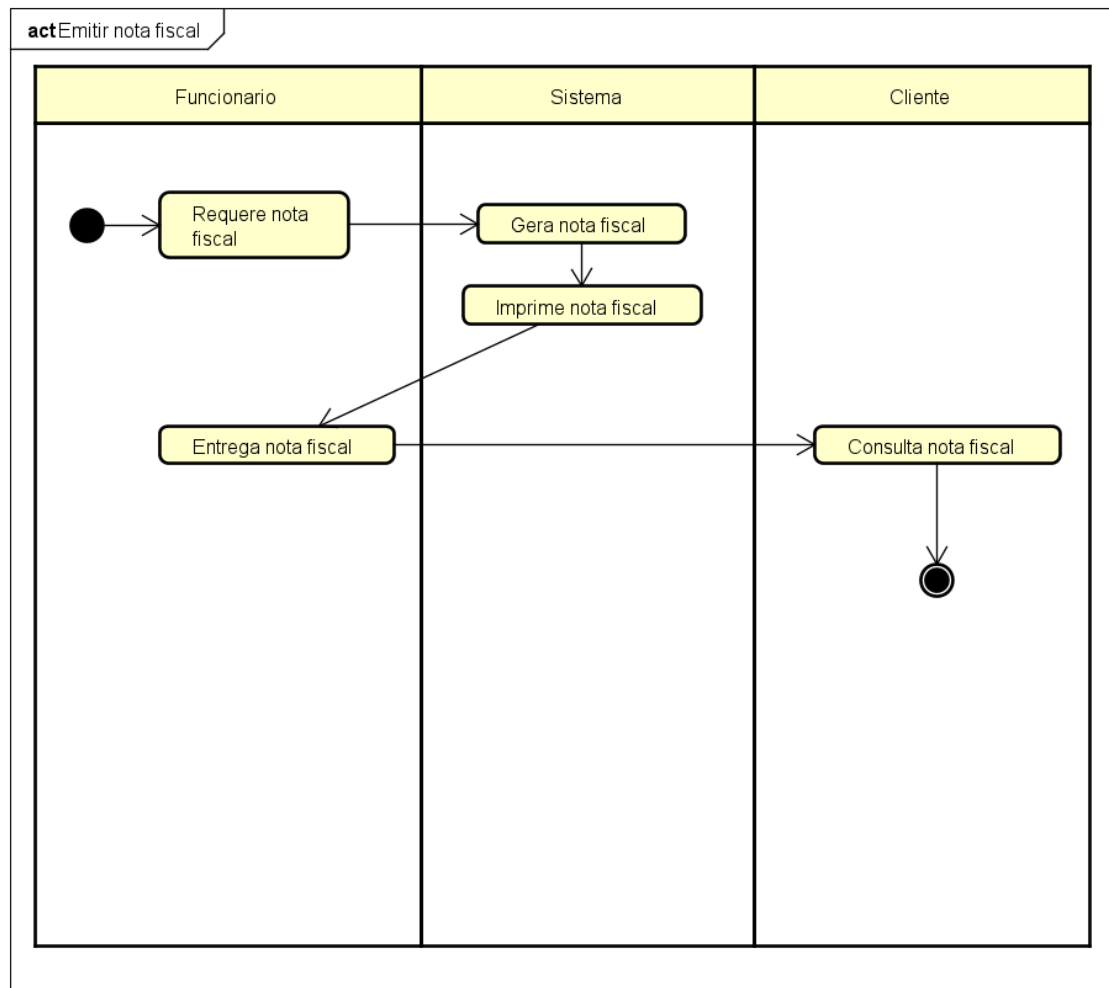 act Emitir nota fiscal
Funcionario
Sistema
Cliente
Requere nota
fiscal
Gera nota fiscal
Imprime nota fiscal
Entrega nota fiscal
Consulta nota fiscal